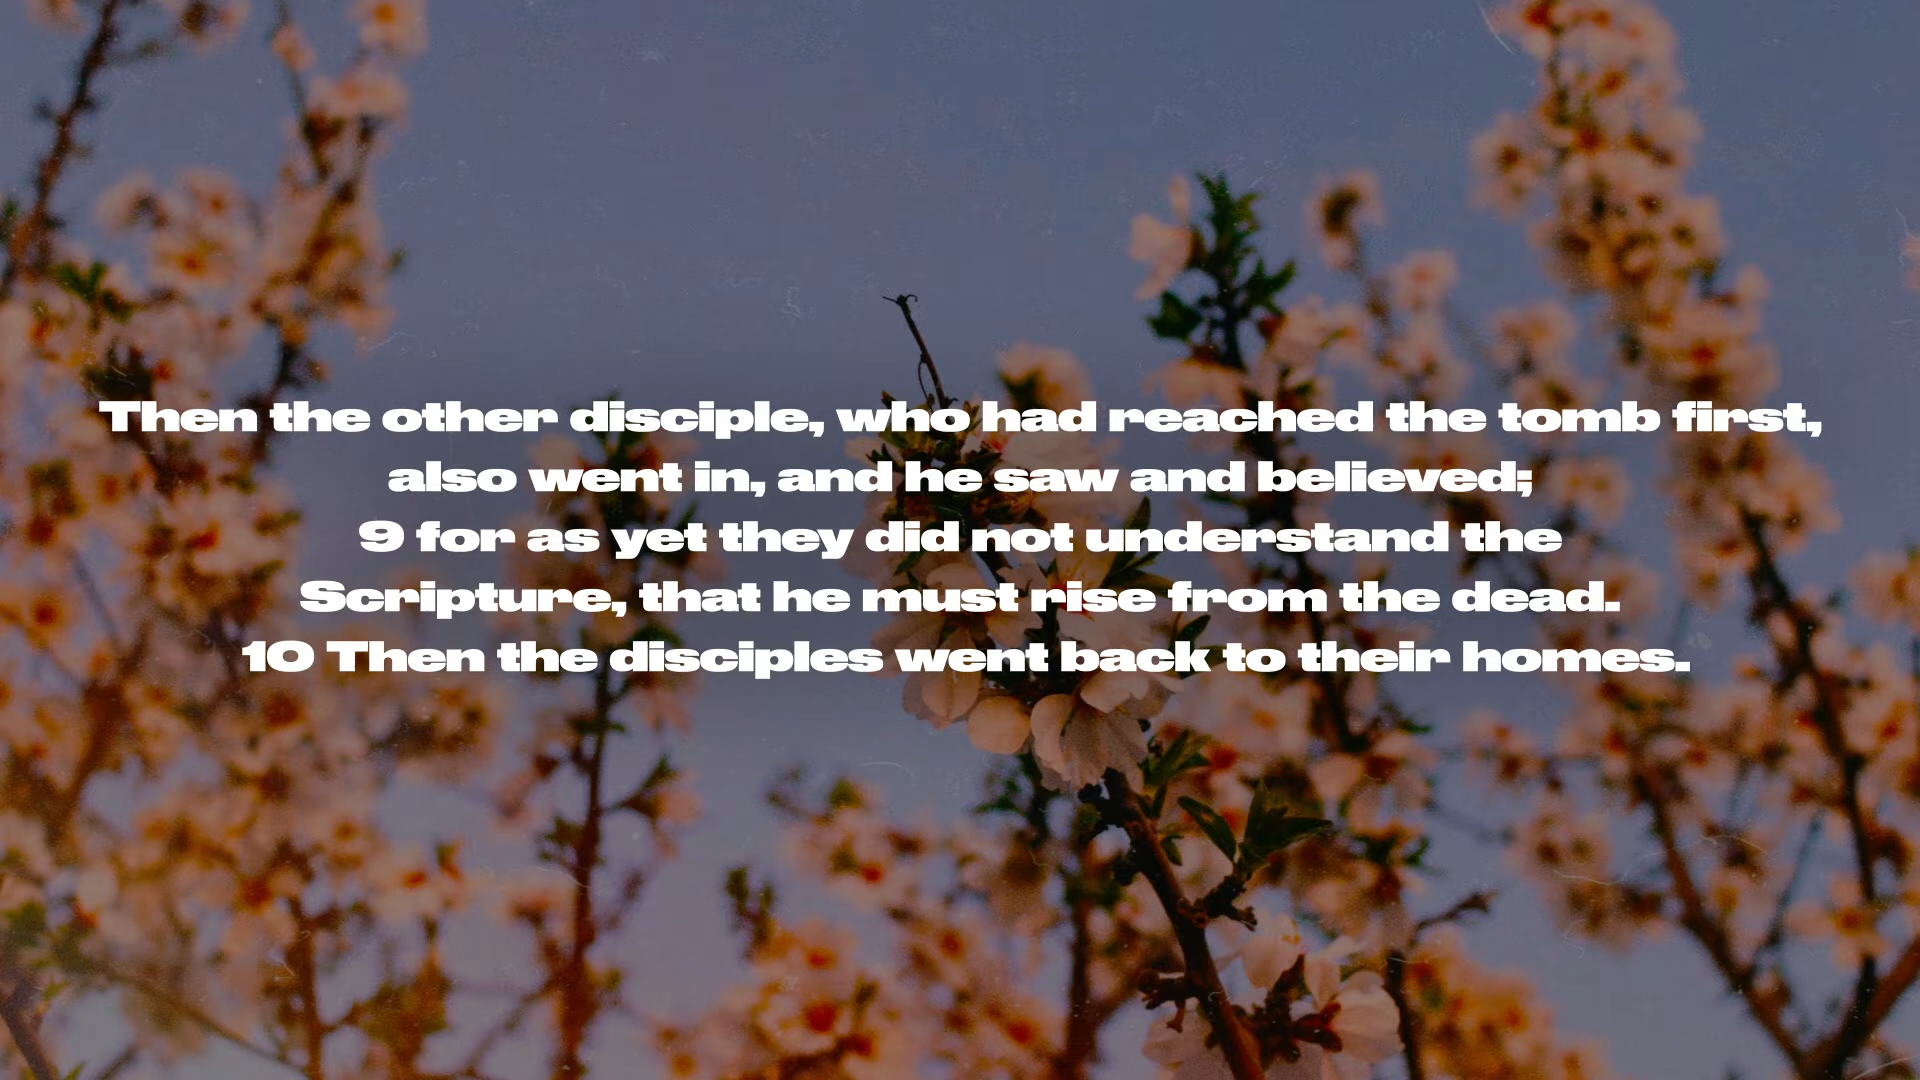 Then the other disciple, who had reached the tomb first,
also went in, and he saw and believed;
9 for as yet they did not understand the
Scripture, that he must rise from the dead.
10 Then the disciples went back to their homes.